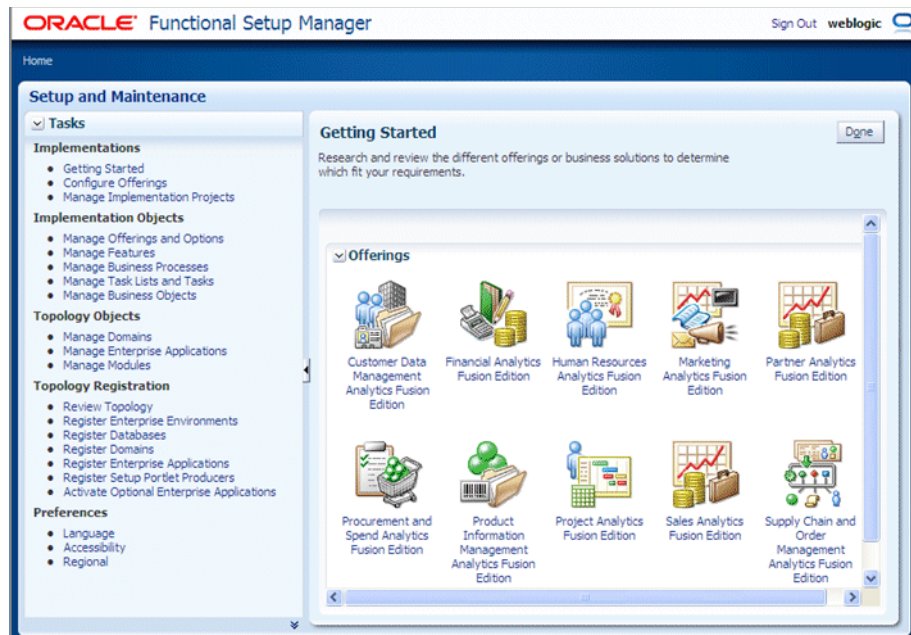 ORACLE Functional Setup Manager
Sign Out weblogic
Home
Setup and Maintenance
Tasks
Implementations
Getting Started
Configure Offerings
Manage Implementation Projects
Implementation Objects
Manage Offerings and Options
Manage Features
Manage Business Processes
Manage Task Lists and Tasks
Manage Business Objects
Topology Objects
Manage Domains
Manage Enterprise Applications
Manage Modules
Topology Registration
Review Topology
Register Enterprise Environments
Register Databases
Register Domains
Register Enterprise Applications
Register Setup Portlet Producers
Activate Optional Enterprise Applications
Preferences
Language
Accessibility
Regional
Getting Started
Done
Research and review the different offerings or business solutions to determine
which fit your requirements.
Offerings
Customer Data
Management
Analytics Fusion
Edition
Financial Analytics
Fusion Edition
Human Resources
Analytics Fusion
Edition
Marketing
Analytics Fusion
Edition
Partner Analytics
Fusion Edition
Procurement and
Spend Analytics
Fusion Edition
Product
Information
Management
Analytics Fusion
Edition
Project Analytics
Fusion Edition
Sales Analytics
Fusion Edition
Supply Chain and
Order
Management
Analytics Fusion
Edition